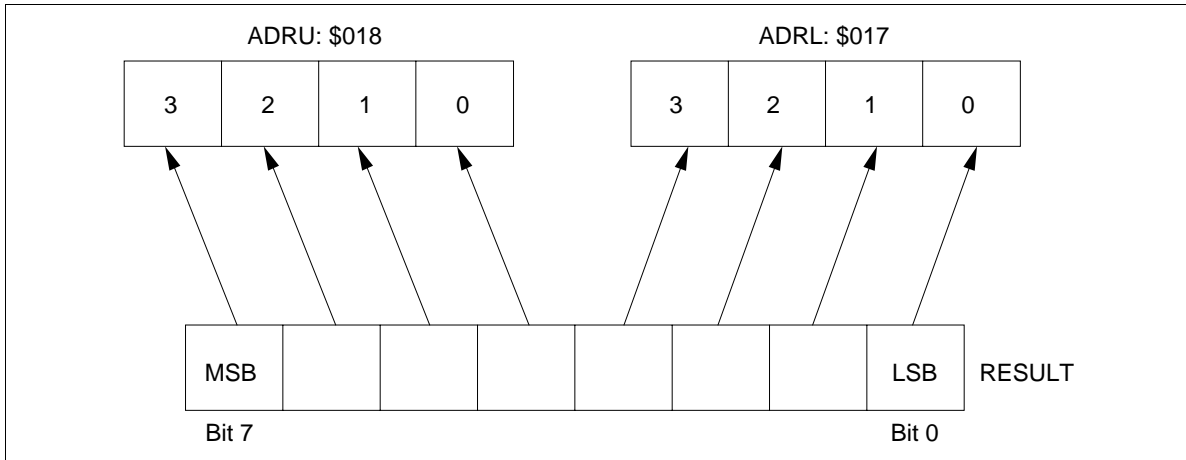 ADRU: $018 ADRL: $017
3 2 1 0 3 2 1 0
MSB LSB RESULT
Bit 7 Bit 0